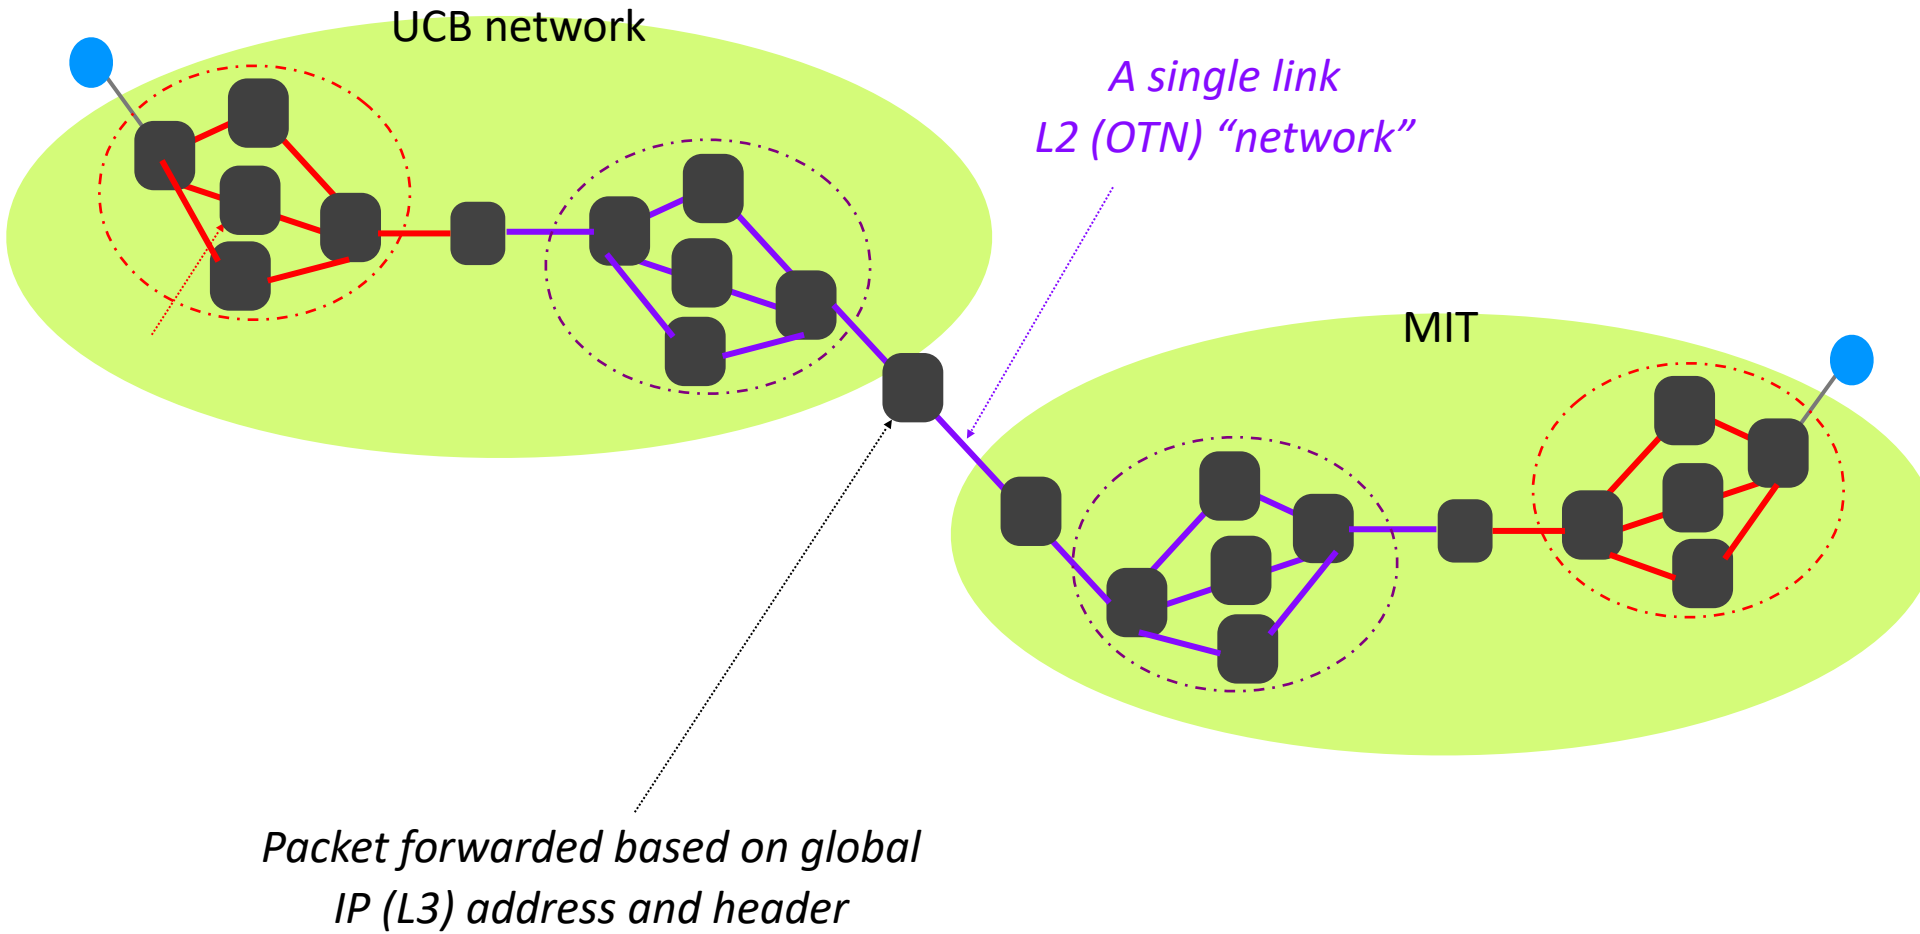 UCB network
A single link
L2 (OTN) “network”
MIT
Packet forwarded based on global
IP (L3) address and header